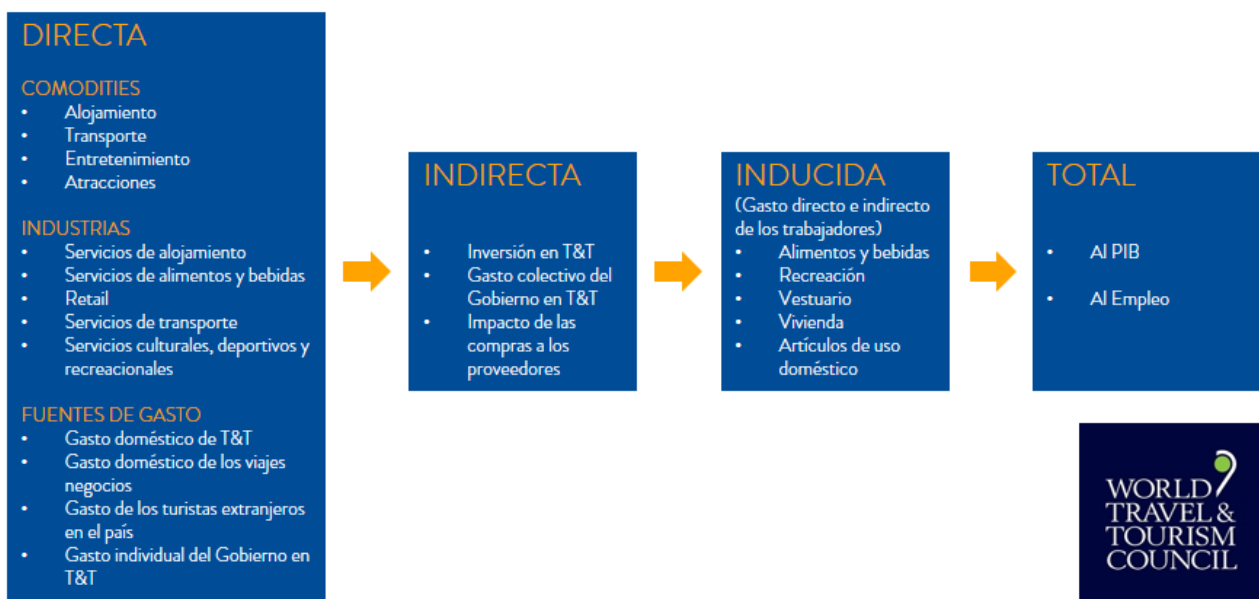 DIRECTA
COMODITIES
• Alojamiento
• Transporte
• Entretenimiento
• Atracciones
INDUSTRIAS
• Servicios de alojamiento
• Servicios de alimentos y bebidas
• Retail
• Servicios de transporte
• Servicios culturales, deportivos y
recreacionales
FUENTES DE GASTO
• Gasto doméstico de T&T
• Gasto doméstico de los viajes
negocios
• Gasto de los turistas extranjeros
en el país
• Gasto individual del Gobierno en
T&T
INDIRECTA
• Inversión en T&T
• Gasto colectivo del
Gobierno en T&T
• Impacto de las
compras a los
proveedores
INDUCIDA
(Gasto directo e indirecto
de los trabajadores)
• Alimentos y bebidas
• Recreación
• Vestuario
• Vivienda
• Artículos de uso
doméstico
TOTAL
• Al PIB
• Al Empleo
WORLD
TRAVEL &
TOURISM
COUNCIL